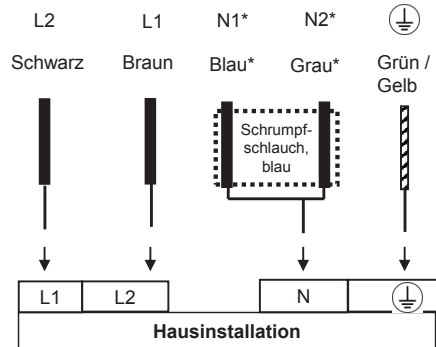 L2 L1 N1* N2*
Schwarz Braun Blau* Grau* Grün /
Gelb
Schrumpf-
schlauch,
blau
L1 L2 N
Hausinstallation